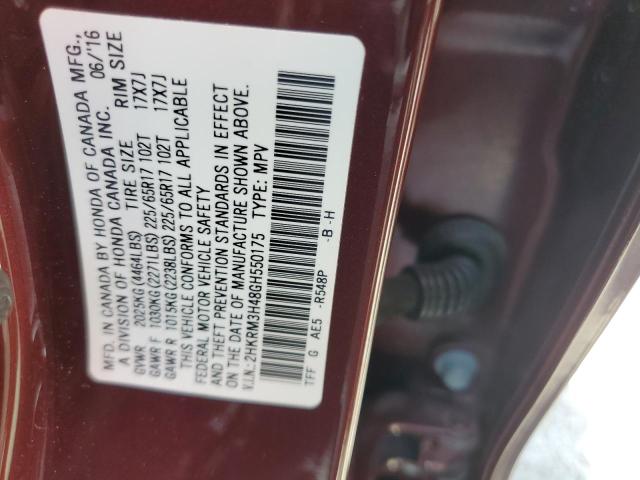 MFD. IN CANADA BY HONDA OF CANADA MFG.,
A DIVISION OF HONDA CANADA INC. 06/'16
GVWR 2025KG (4464LBS) TIRE SIZE RIM SIZE
GAWR F 1030KG (2271LBS) 225/65R17 102T 17X7J
GAWR R 1015KG (2238LBS) 225/65R17 102T 17X7J
THIS VEHICLE CONFORMS TO ALL APPLICABLE
FEDERAL MOTOR VEHICLE SAFETY
AND THEFT PREVENTION STANDARDS IN EFFECT
ON THE DATE OF MANUFACTURE SHOWN ABOVE.
V.I.N.: 2HKRM3H48GH550175 TYPE: MPV
TFF G AE5 -R548P -B-H